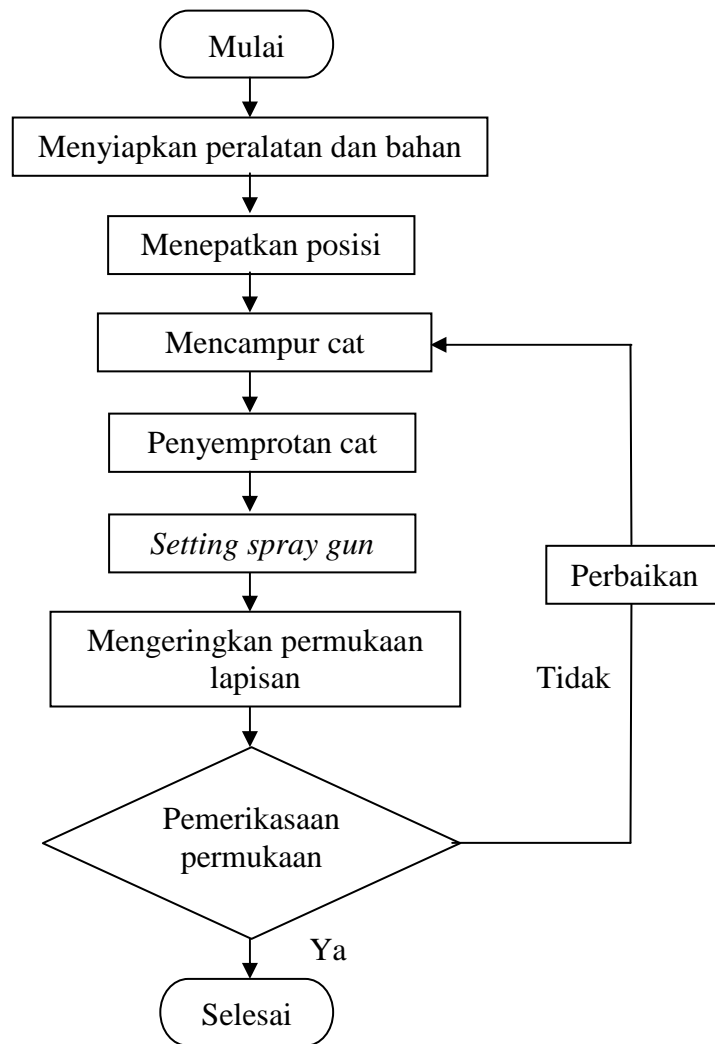 Mulai
Menyiapkan peralatan dan bahan
Menepatkan posisi
Mencampur cat
Penyemprotan cat
Setting spray gun
Perbaikan
Mengeringkan permukaan
lapisan
Tidak
Pemerikasaan
permukaan
Ya
Selesai